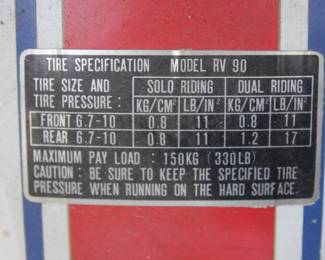 TIRE SPECIFICATION MODEL RV 90
TIRE SIZE AND TIRE PRESSURE: SOLO RIDING DUAL RIDING
KG/CM² LB/IN² KG/CM² LB/IN²
FRONT 6.7-10 0.8 11 0.8 11
REAR 6.7-10 0.8 11 1.2 17
MAXIMUM PAY LOAD : 150KG (330LB)
CAUTION : BE SURE TO KEEP THE SPECIFIED TIRE
PRESSURE WHEN RUNNING ON THE HARD SURFACE.